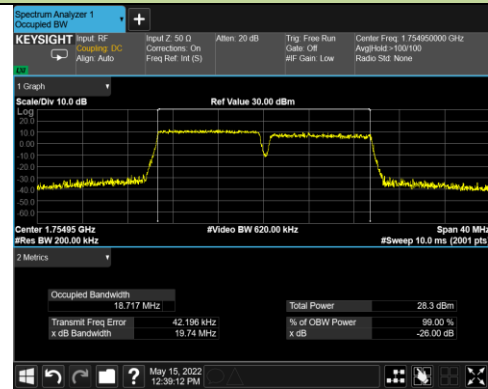 Spectrum Analyzer 1
Occupied BW
KEYSIGHT
Input: RF
Coupling: DC
Align: Auto
Input Z: 50 Ω
Corrections: On
Freq Ref: Int (S)
Atten: 20 dB
Trig: Free Run
Gate: Off
#IF Gain: Low
Center Freq: 1.754950000 GHz
Avg|Hold:>100/100
Radio Std: None
LXI
1 Graph
Scale/Div 10.0 dB
Ref Value 30.00 dBm
Log
20.0
10.0
0.00
-10.0
-20.0
-30.0
-40.0
-50.0
-60.0
Center 1.75495 GHz
#Video BW 620.00 kHz
Span 40 MHz
#Res BW 200.00 kHz
#Sweep 10.0 ms (2001 pts)
2 Metrics
Occupied Bandwidth
18.717 MHz
Total Power 28.3 dBm
Transmit Freq Error 42.196 kHz
% of OBW Power 99.00 %
x dB Bandwidth 19.74 MHz
x dB -26.00 dB
?
May 15, 2022
12:39:12 PM